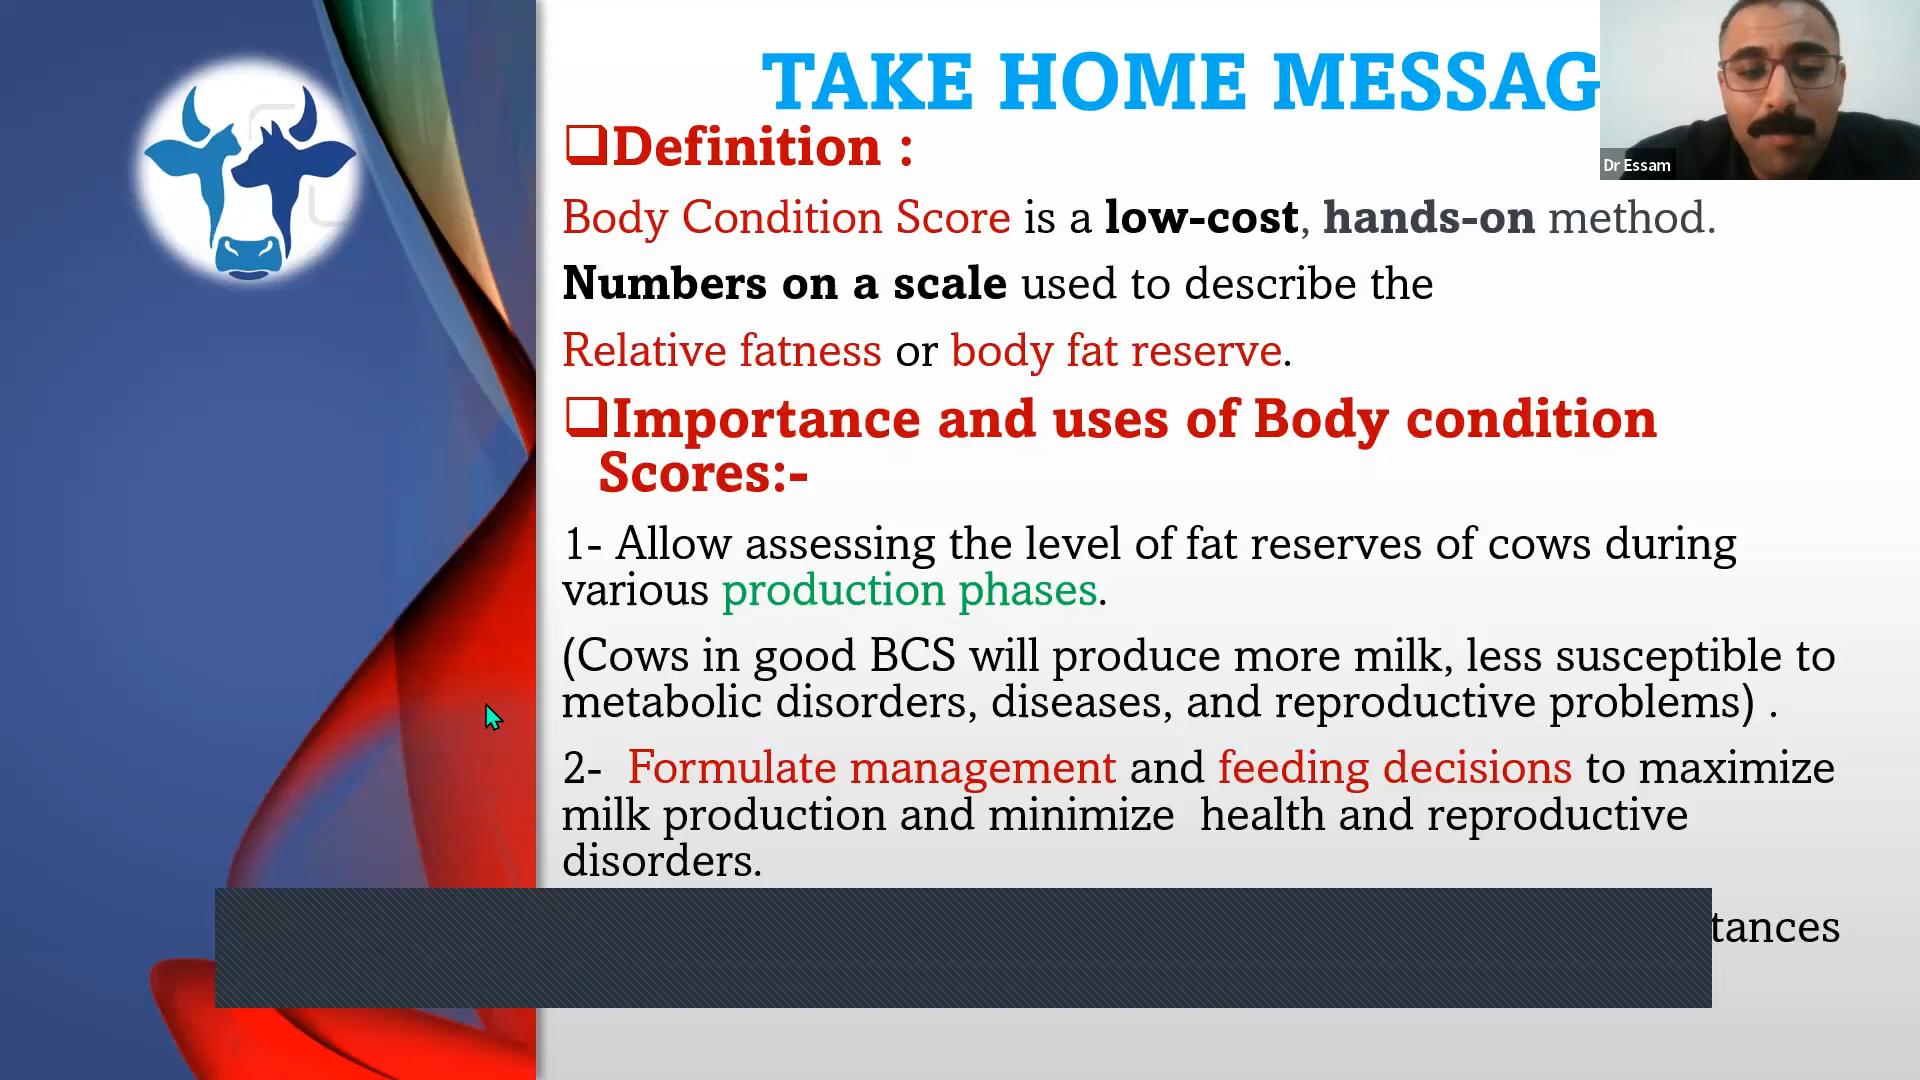 TAKE HOME MESSAG
Dr Essam
❑Definition :
Body Condition Score is a low-cost, hands-on method.
Numbers on a scale used to describe the
Relative fatness or body fat reserve.
❑Importance and uses of Body condition
Scores:-
1- Allow assessing the level of fat reserves of cows during
various production phases.
(Cows in good BCS will produce more milk, less susceptible to
metabolic disorders, diseases, and reproductive problems) .
2- Formulate management and feeding decisions to maximize
milk production and minimize health and reproductive
disorders.
tances